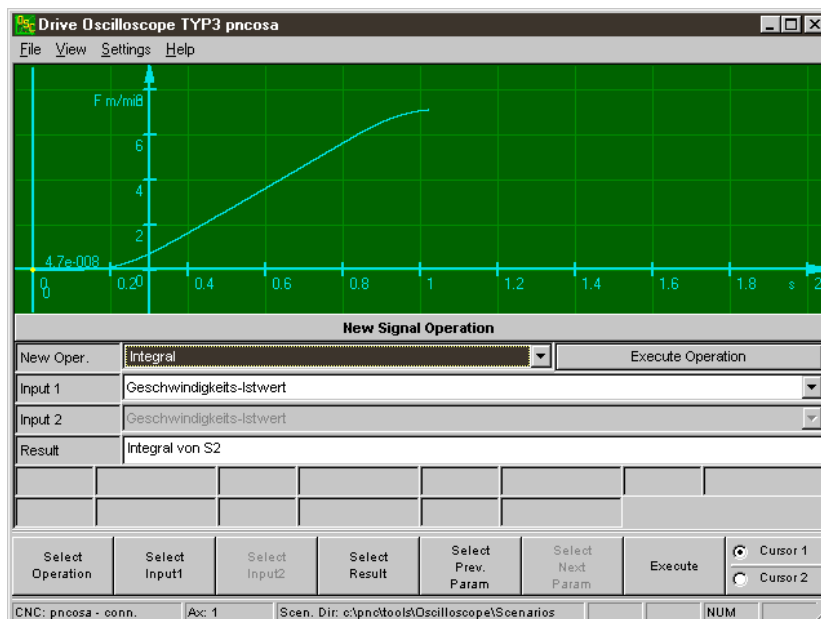 Drive Oscilloscope TYP3 pncosa
File View Settings Help
F m/min
8
6
4
2
4.7e-008
0
0
0.2 0 0.4 0.6 0.8 1 1.2 1.4 1.6 1.8 s 2
New Signal Operation
New Oper. Integral Execute Operation
Input 1 Geschwindigkeits-Istwert
Input 2 Geschwindigkeits-Istwert
Result Integral von S2
Select Operation
Select Input1
Select Input2
Select Result
Select Prev. Param
Select Next Param
Execute
Cursor 1
Cursor 2
CNC: pncosa - conn. Ax: 1 Scen. Dir: c:\pnc\tools\Oscilloscope\Scenarios NUM